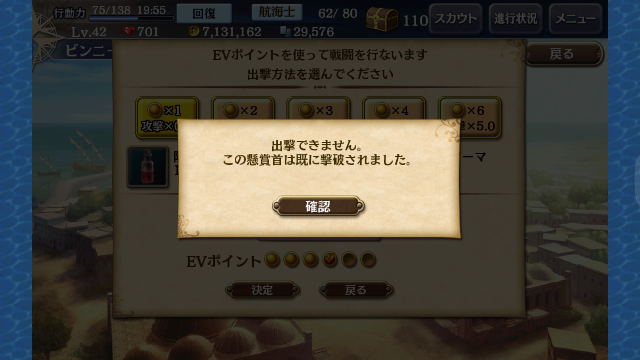 行動力 75/138 19:55 回復 航海士 62/ 80 110 スカウト 進行状況 メニュー
Lv.42 701 7,131,162 29,576
ビンニ 戻る
EVポイントを使って戦闘を行ないます
出撃方法を選んでください
×1 ×2 ×3 ×4 ×6
攻撃× ×5.0
出撃できません。
この懸賞首は既に撃破されました。
ーマ
確認
EVポイント
決定 戻る